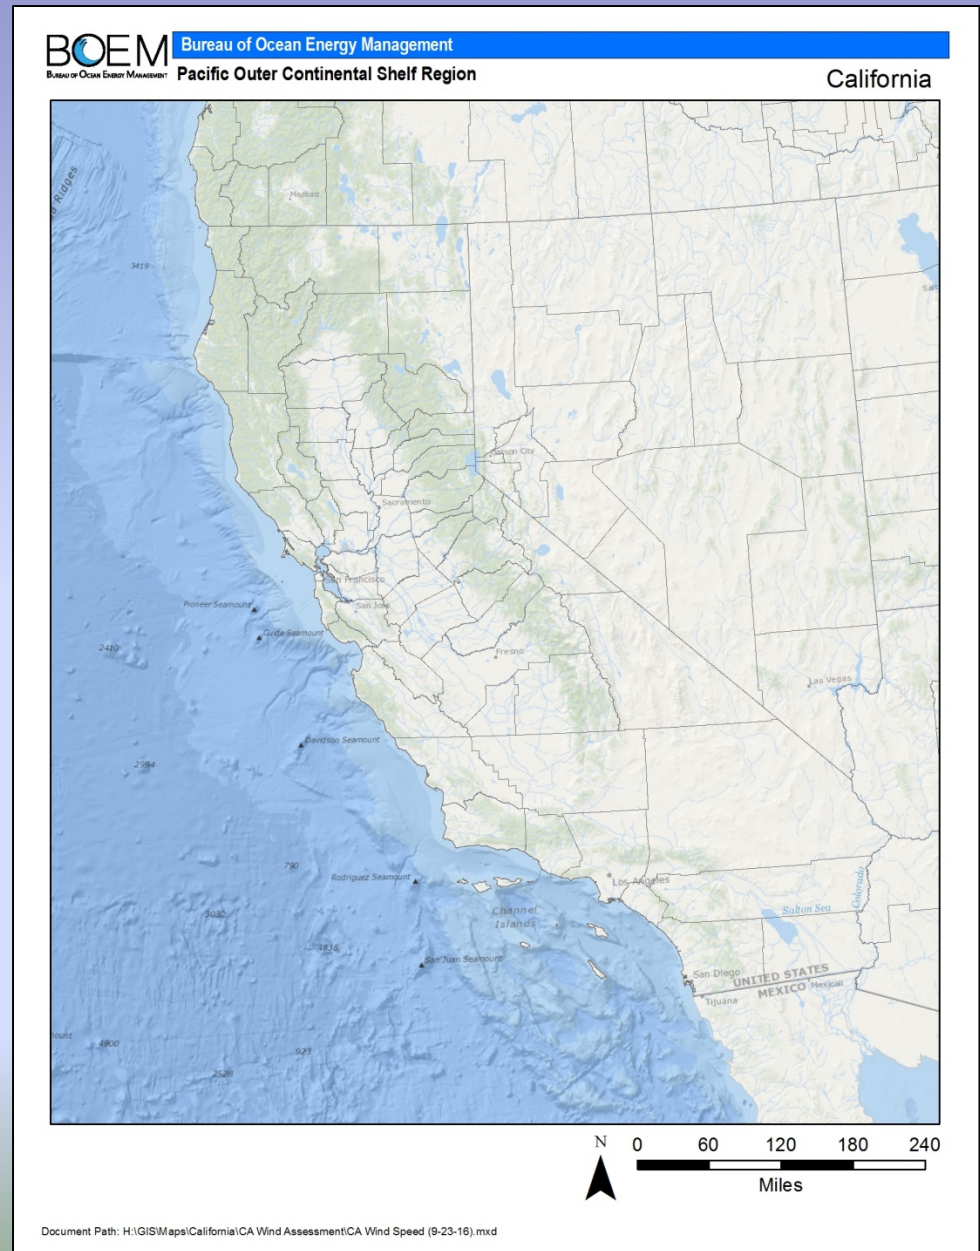 BOEM
BUREAU OF OCEAN ENERGY MANAGEMENT
Bureau of Ocean Energy Management
Pacific Outer Continental Shelf Region
California
Ridges
Medford
3419
Carson City
Sacramento
San Francisco
San Jose
Pioneer Seamount
Guide Seamount
2410
Fresno
Las Vegas
Davidson Seamount
2994
790
Rodriguez Seamount
Los Angeles
Colorado
Channel
Islands
Salton Sea
3032
4838
San Juan Seamount
San Diego
UNITED STATES
MEXICO
Mexicali
Tijuana
4900
923
2528
N
0 60 120 180 240
Miles
Document Path: H:\GIS\Maps\California\CA Wind Assessment\CA Wind Speed (9-23-16).mxd